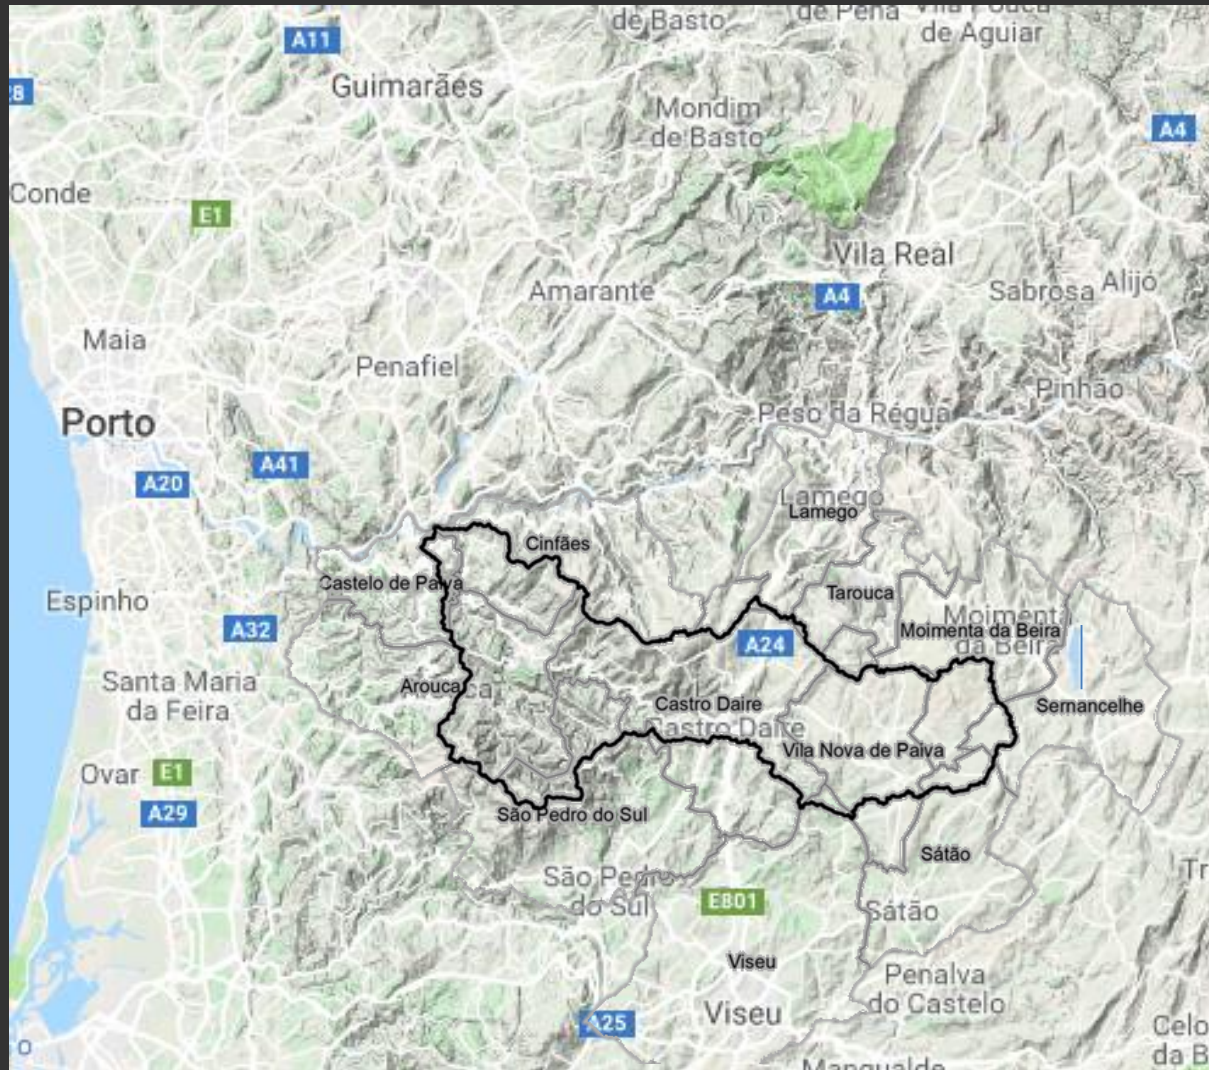 de Basto
de Pena
Vila Pouca
de Aguiar
A11
Guimarães
Mondim
de Basto
A4
Conde
E1
Vila Real
Amarante
A4
Sabrosa
Alijó
Maia
Penafiel
Pinhão
Porto
Peso da Régua
A41
A20
Lamego
Lamego
Cinfães
Castelo de Paiva
Espinho
A32
Tarouca
Moimenta
da Beira
Moimenta da Beira
A24
Santa Maria
da Feira
Arouca
Castro Daire
Castro Daire
Sernancelhe
Vila Nova de Paiva
Ovar
E1
A29
São Pedro do Sul
São Pedro
do Sul
Sátão
Sátão
E801
Viseu
Viseu
Penalva
do Castelo
A25
Mangualde